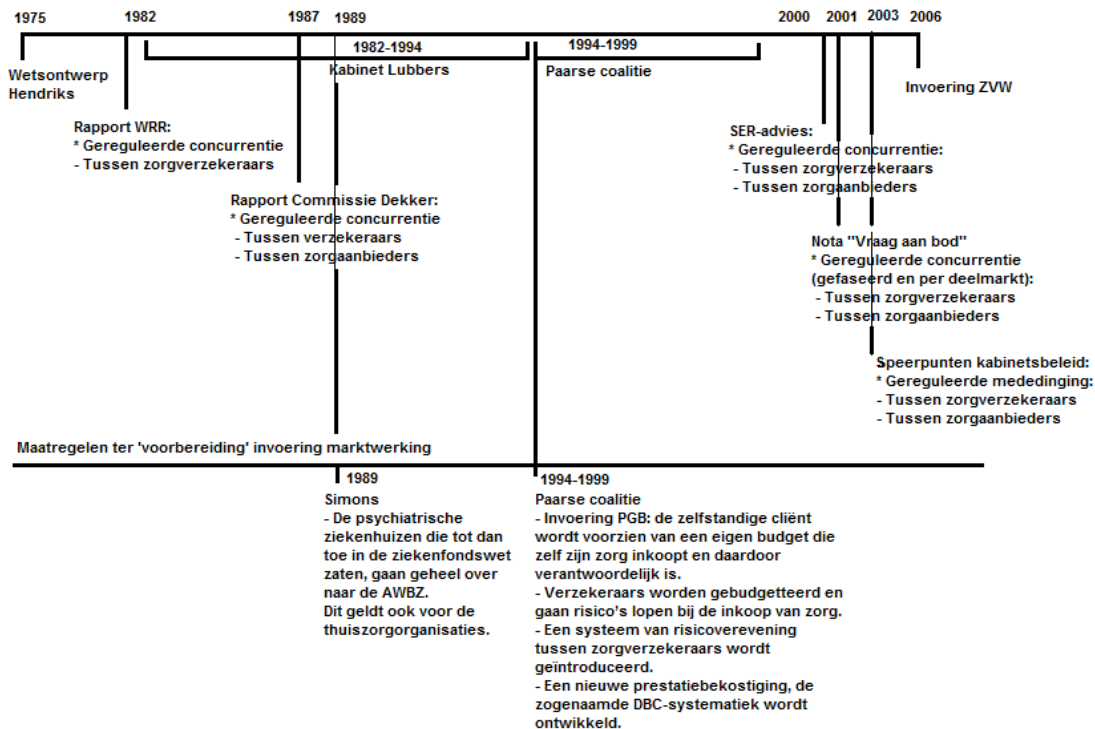 1975
1982
1987
1989
2000
2001
2003
2006
1982-1994
Kabinet Lubbers
1994-1999
Paarse coalitie
Wetsontwerp
Hendriks
Invoering ZVW
Rapport WRR:
* Gereguleerde concurrentie
- Tussen zorgverzekeraars
Rapport Commissie Dekker:
* Gereguleerde concurrentie
- Tussen verzekeraars
- Tussen zorgaanbieders
SER-advies:
* Gereguleerde concurrentie:
- Tussen zorgverzekeraars
- Tussen zorgaanbieders
Nota "Vraag aan bod"
* Gereguleerde concurrentie
(gefaseerd en per deelmarkt):
- Tussen zorgverzekeraars
- Tussen zorgaanbieders
Speerpunten kabinetsbeleid:
* Gereguleerde mededinging:
- Tussen zorgverzekeraars
- Tussen zorgaanbieders
Maatregelen ter 'voorbereiding' invoering marktwerking
1989
Simons
- De psychiatrische
ziekenhuizen die tot dan
toe in de ziekenfondswet
zaten, gaan geheel over
naar de AWBZ.
Dit geldt ook voor de
thuiszorgorganisaties.
1994-1999
Paarse coalitie
- Invoering PGB: de zelfstandige cliënt
wordt voorzien van een eigen budget die
zelf zijn zorg inkoopt en daardoor
verantwoordelijk is.
- Verzekeraars worden gebudgetteerd en
gaan risico's lopen bij de inkoop van zorg.
- Een systeem van risicoverevening
tussen zorgverzekeraars wordt
geïntroduceerd.
- Een nieuwe prestatiebekostiging, de
zogenaamde DBC-systematiek wordt
ontwikkeld.